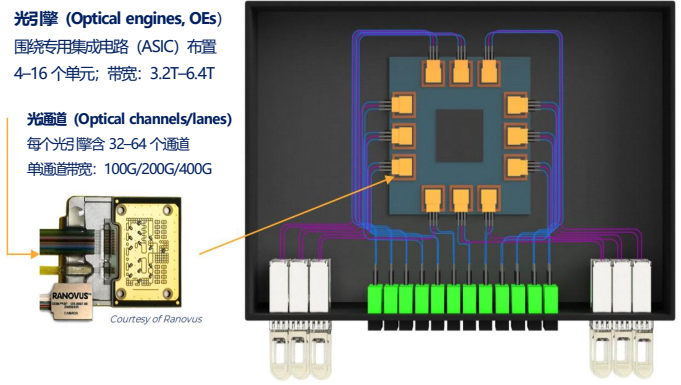 光引擎 (Optical engines, OEs)
围绕专用集成电路 (ASIC) 布置
4–16 个单元；带宽：3.2T–6.4T
光通道 (Optical channels/lanes)
每个光引擎含 32–64 个通道
单通道带宽：100G/200G/400G
RANOVUS™
Courtesy of Ranovus